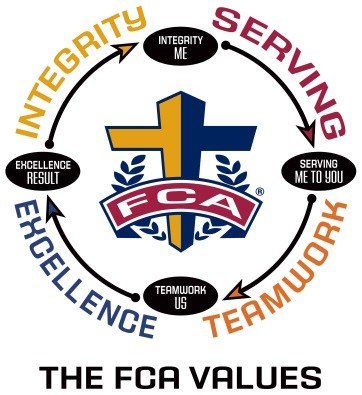 INTEGRITY
SERVING
INTEGRITY
ME
EXCELLENCE
RESULT
FCA®
SERVING
ME TO YOU
EXCELLENCE
TEAMWORK
TEAMWORK
US
THE FCA VALUES